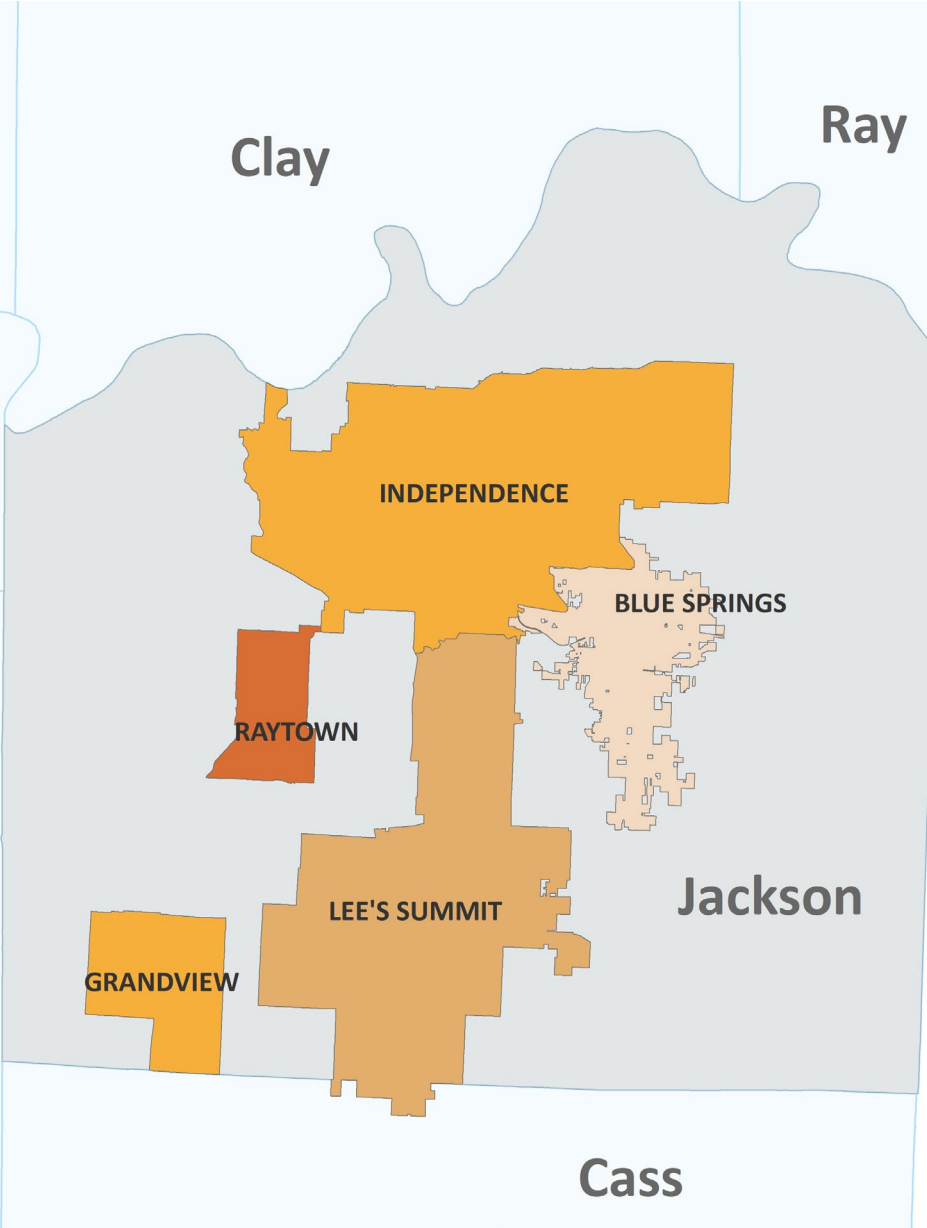 Ray
Clay
INDEPENDENCE
BLUE SPRINGS
RAYTOWN
Jackson
LEE'S SUMMIT
GRANDVIEW
Cass